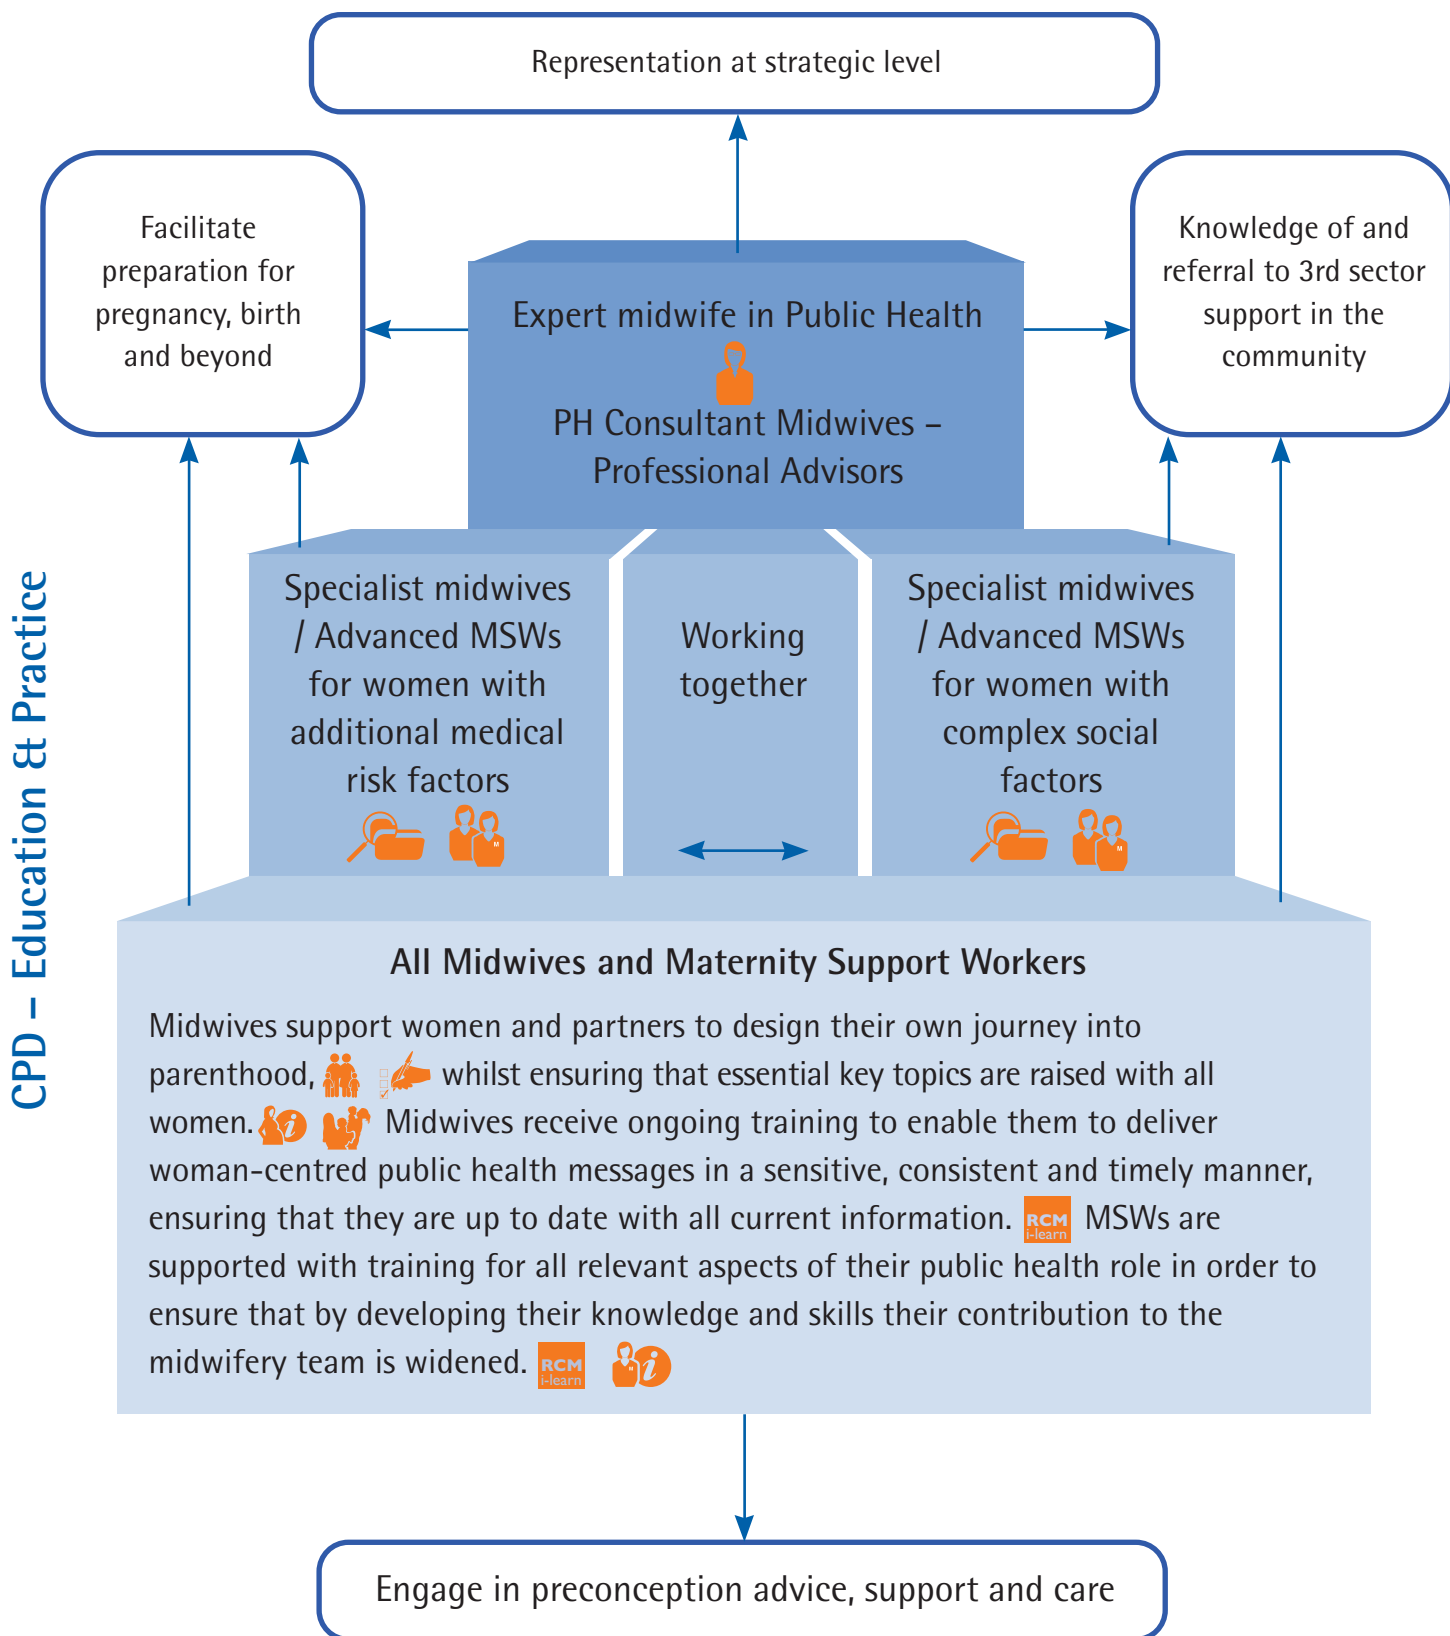 Representation at strategic level
Facilitate
preparation for
pregnancy, birth
and beyond
Knowledge of and
referral to 3rd sector
support in the
community
Expert midwife in Public Health
PH Consultant Midwives –
Professional Advisors
Specialist midwives
/ Advanced MSWs
for women with
additional medical
risk factors
M
Working
together
Specialist midwives
/ Advanced MSWs
for women with
complex social
factors
M
CPD – Education & Practice
All Midwives and Maternity Support Workers
Midwives support women and partners to design their own journey into
parenthood, whilst ensuring that essential key topics are raised with all
women. i Midwives receive ongoing training to enable them to deliver
woman-centred public health messages in a sensitive, consistent and timely manner,
ensuring that they are up to date with all current information. RCM i-learn MSWs are
supported with training for all relevant aspects of their public health role in order to
ensure that by developing their knowledge and skills their contribution to the
midwifery team is widened. RCM i-learn M i
Engage in preconception advice, support and care